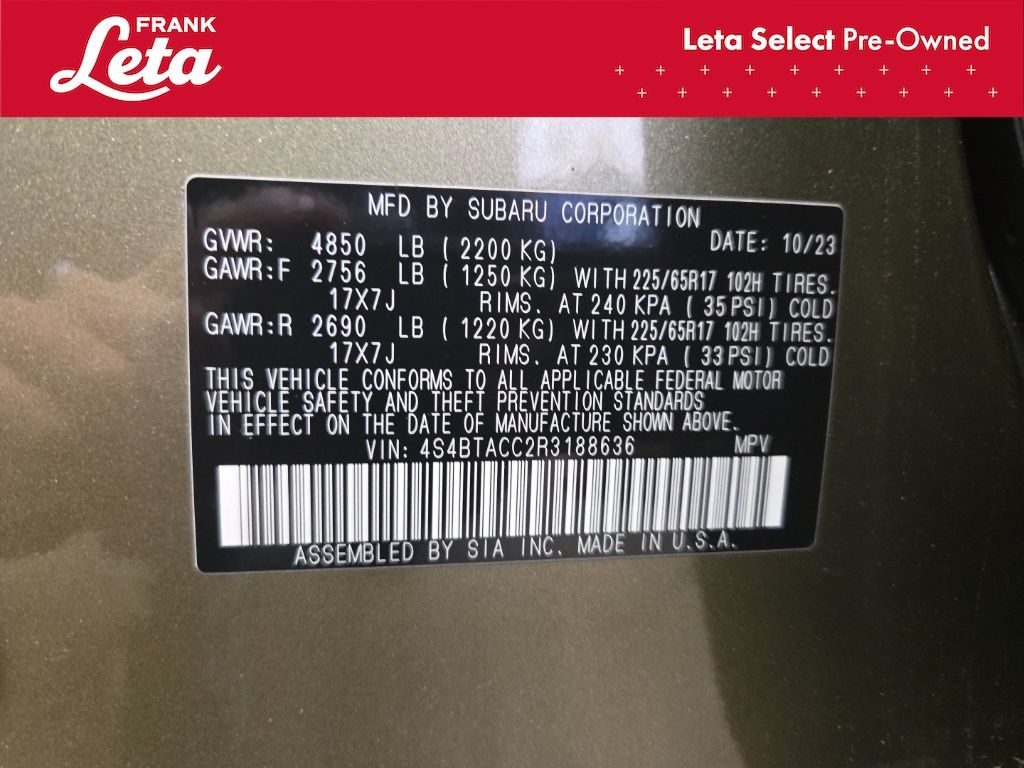 FRANK
Leta
Leta Select Pre-Owned
MFD BY SUBARU CORPORATION
GVWR: 4850 LB ( 2200 KG) DATE: 10/23
GAWR:F 2756 LB ( 1250 KG) WITH 225/65R17 102H TIRES.
17X7J RIMS. AT 240 KPA ( 35 PSI) COLD
GAWR:R 2690 LB ( 1220 KG) WITH 225/65R17 102H TIRES.
17X7J RIMS. AT 230 KPA ( 33 PSI) COLD
THIS VEHICLE CONFORMS TO ALL APPLICABLE FEDERAL MOTOR
VEHICLE SAFETY AND THEFT PREVENTION STANDARDS
IN EFFECT ON THE DATE OF MANUFACTURE SHOWN ABOVE.
VIN: 4S4BTACC2R3188636 MPV
ASSEMBLED BY SIA INC. MADE IN U.S.A.